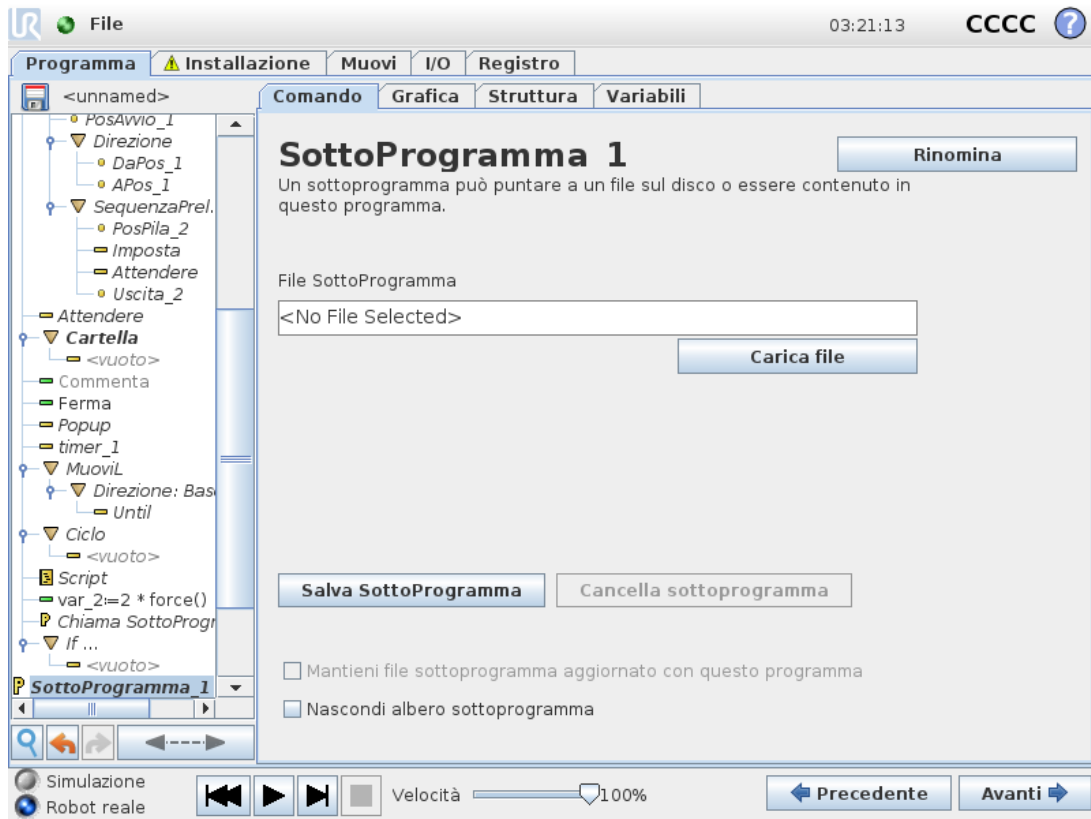 UR File 03:21:13 CCCC ?
Programma Installazione Muovi I/O Registro
<unnamed>
Comando Grafica Struttura Variabili
PosAvvio_1
Direzione
DaPos_1
APos_1
SequenzaPrel.
PosPila_2
Imposta
Attendere
Uscita_2
Attendere
Cartella
<vuoto>
Commenta
Ferma
Popup
timer_1
MuoviL
Direzione: Bas
Until
Ciclo
<vuoto>
Script
var_2:=2 * force()
Chiama SottoProgr
If ...
<vuoto>
SottoProgramma_1
SottoProgramma 1
Rinomina
Un sottoprogramma può puntare a un file sul disco o essere contenuto in
questo programma.
File SottoProgramma
<No File Selected>
Carica file
Salva SottoProgramma Cancella sottoprogramma
Mantieni file sottoprogramma aggiornato con questo programma
Nascondi albero sottoprogramma
Simulazione
Robot reale
Velocità 100%
Precedente Avanti